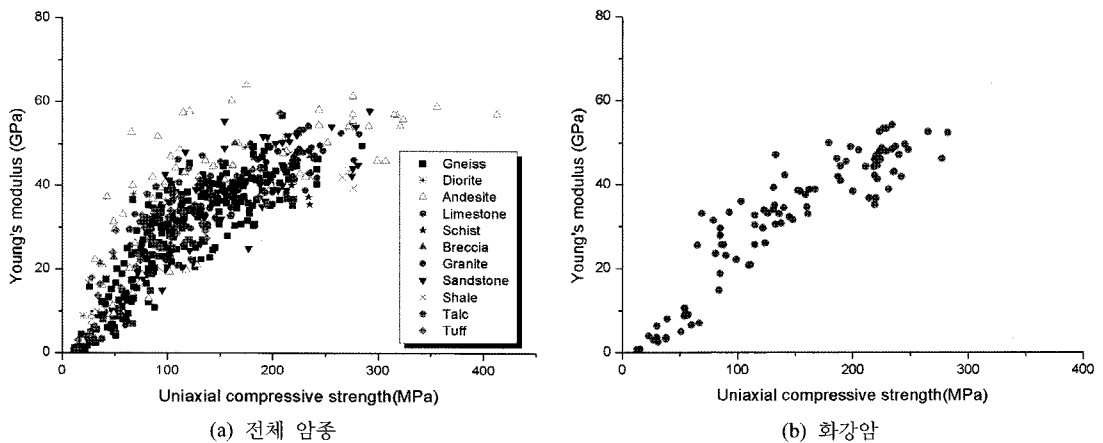 80
60
40
20
0
Young's modulus (GPa)
0
100
200
300
400
Uniaxial compressive strength(MPa)
Gneiss
Diorite
Andesite
Limestone
Schist
Breccia
Granite
Sandstone
Shale
Talc
Tuff
(a) 전체 암종
80
60
40
20
0
Young's modulus (GPa)
0
100
200
300
400
Uniaxial compressive strength(MPa)
(b) 화강암